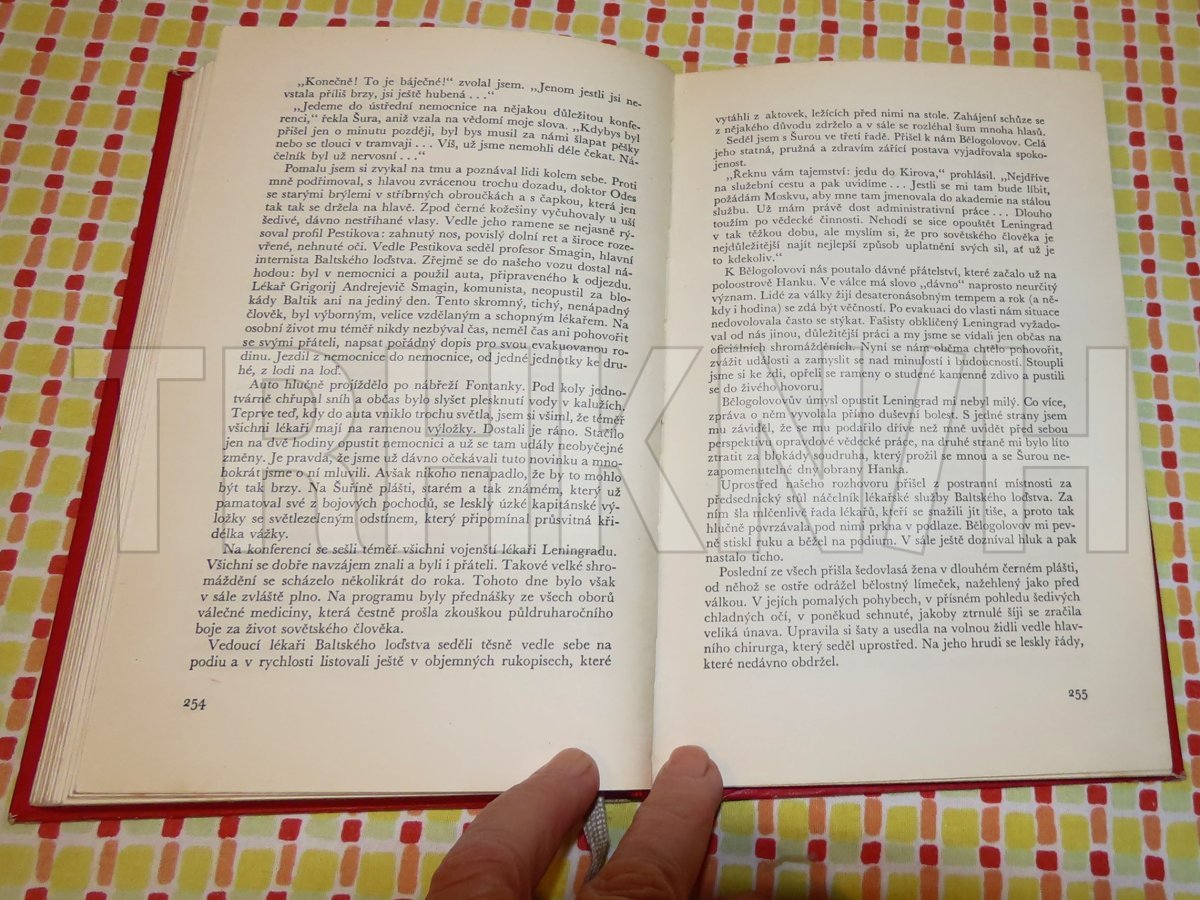 „Konečně! To je báječné!“ zvolal jsem. „Jenom jestli jsi ne-
vstala příliš brzy, jsi ještě hubená . . .“
„Jedeme do ústřední nemocnice na nějakou důležitou konfe-
renci,“ řekla Šura, aniž vzala na vědomí moje slova. „Kdybys byl
přišel jen o minutu později, byl bys musil za námi šlapat pěšky
nebo se tlouci v tramvaji . . . Víš, už jsme nemohli déle čekat. Ná-
čelník byl už nervosní . . .“
Pomalu jsem si zvykal na tmu a poznával lidi kolem sebe. Proti
mně podřimoval, s hlavou zvrácenou trochu dozadu, doktor Odes
se starými brýlemi v stříbrných obroučkách a s čapkou, která jen
tak tak se držela na hlavě. Zpod černé kožešiny vyčuhovaly u uší
šedivé, dávno nestříhané vlasy. Vedle jeho ramene se nejasně rý-
soval profil Pestikova: zahnutý nos, povislý dolní ret a široce roze-
vřené, nehnuté oči. Vedle Pestikova seděl profesor Smagin, hlavní
internista Baltského loďstva. Zřejmě se do našeho vozu dostal ná-
hodou: byl v nemocnici a použil auta, připraveného k odjezdu.
Lékař Grigorij Andrejevič Smagin, komunista, neopustil za blo-
kády Baltik ani na jediný den. Tento skromný, tichý, nenápadný
člověk, byl výborným, velice vzdělaným a schopným lékařem. Na
osobní život mu téměř nikdy nezbýval čas, neměl čas ani pohovořit
se svými přáteli, napsat pořádný dopis pro svou evakuovanou ro-
dinu. Jezdil z nemocnice do nemocnice, od jedné jednotky ke dru-
hé, z lodi na loď.
Auto hlučně projíždělo po nábřeží Fontanky. Pod koly jedno-
tvárně chřupal sníh a občas bylo slyšet plesknutí vody v kalužích.
Teprve teď, kdy do auta vniklo trochu světla, jsem si všiml, že téměř
všichni lékaři mají na ramenou výložky. Dostali je ráno. Stačilo
jen na dvě hodiny opustit nemocnici a už se tam udály neobyčejné
změny. Je pravda, že jsme už dávno očekávali tuto novinku a mno-
hokrát jsme o ní mluvili. Avšak nikoho nenapadlo, že by to mohlo
být tak brzy. Na Šuřině plášti, starém a tak známém, který už
pamatoval své z bojových pochodů, se leskly úzké kapitánské vý-
ložky se světlezeleným odstínem, který připomínal průsvitná kří-
délka vážky.
Na konferenci se sešli téměř všichni vojenští lékaři Leningradu.
Všichni se dobře navzájem znali a byli i přáteli. Takové velké shro-
máždění se scházelo několikrát do roka. Tohoto dne bylo však
v sále zvláště plno. Na programu byly přednášky ze všech oborů
válečné mediciny, která čestně prošla zkouškou půldruharočního
boje za život sovětského člověka.
Vedoucí lékaři Baltského loďstva seděli těsně vedle sebe na
podiu a v rychlosti listovali ještě v objemných rukopisech, které
254
vytáhli z aktovek, ležících před nimi na stole. Zahájení schůze se
z nějakého důvodu zdrželo a v sále se rozléhal šum mnoha hlasů.
Seděl jsem s Šurou ve třetí řadě. Přišel k nám Bělogolovov. Celá
jeho statná, pružná a zdravím zářící postava vyjadřovala spoko-
jenost.
„Řeknu vám tajemství: jedu do Kirova,“ prohlásil. „Nejdříve
na služební cestu a pak uvidíme . . . Jestli se mi tam bude líbit,
požádám Moskvu, aby mne tam jmenovala do akademie na stálou
službu. Už mám právě dost administrativní práce . . . Dlouho
toužím po vědecké činnosti. Nehodí se sice opouštět Leningrad
v tak těžkou dobu, ale myslím si, že pro sovětského člověka je
nejdůležitější najít nejlepší způsob uplatnění svých sil, ať už je
to kdekoliv.“
K Bělogolovovi nás poutalo dávné přátelství, které začalo už na
poloostrově Hanku. Ve válce má slovo „dávno“ naprosto neurčitý
význam. Lidé za války žijí desateronásobným tempem a rok (a ně-
kdy i hodina) se zdá být věčností. Po evakuaci do vlasti nám situace
nedovolovala často se stýkat. Fašisty obklíčený Leningrad vyžado-
val od nás jinou, důležitější práci a my jsme se vídali jen občas na
oficiálních shromážděních. Nyní se nám občma chtělo pohovořit,
zvážit události a zamyslit se nad minulostí i budoucností. Stoupli
jsme si ke zdi, opřeli se rameny o studené kamenné zdivo a pustili
se do živého hovoru.
Bělogolovovův úmysl opustit Leningrad mi nebyl milý. Co více,
zpráva o něm vyvolala přímo duševní bolest. S jedné strany jsem
mu záviděl, že se mu podařilo dříve než mně uvidět před sebou
perspektivu opravdové vědecké práce, na druhé straně mi bylo líto
ztratit za blokády soudruha, který prožil se mnou a se Šurou ne-
zapomenutelné dny obrany Hanka.
Uprostřed našeho rozhovoru přišel z postranní místnosti za
předsednický stůl náčelník lékařské služby Baltského loďstva. Za
ním šla mlčenlivě řada lékařů, kteří se snažili jít tiše, a proto tak
hlučně povrzávala pod nimi prkna v podlaze. Bělogolovov mi pev-
ně stiskl ruku a běžel na podium. V sále ještě dozníval hluk a pak
nastalo ticho.
Poslední ze všech přišla šedovlasá žena v dlouhém černém plášti,
od něhož se ostře odrážel bělostný límeček, nažehlený jako před
válkou. V jejích pomalých pohybech, v přísném pohledu šedivých
chladných očí, v poněkud sehnuté, jakoby ztrnulé šíji se zračila
veliká únava. Upravila si šaty a usedla na volnou židli vedle hlav-
ního chirurga, který seděl uprostřed. Na jeho hrudi se leskly řády,
které nedávno obdržel.
255
TRHKNIH